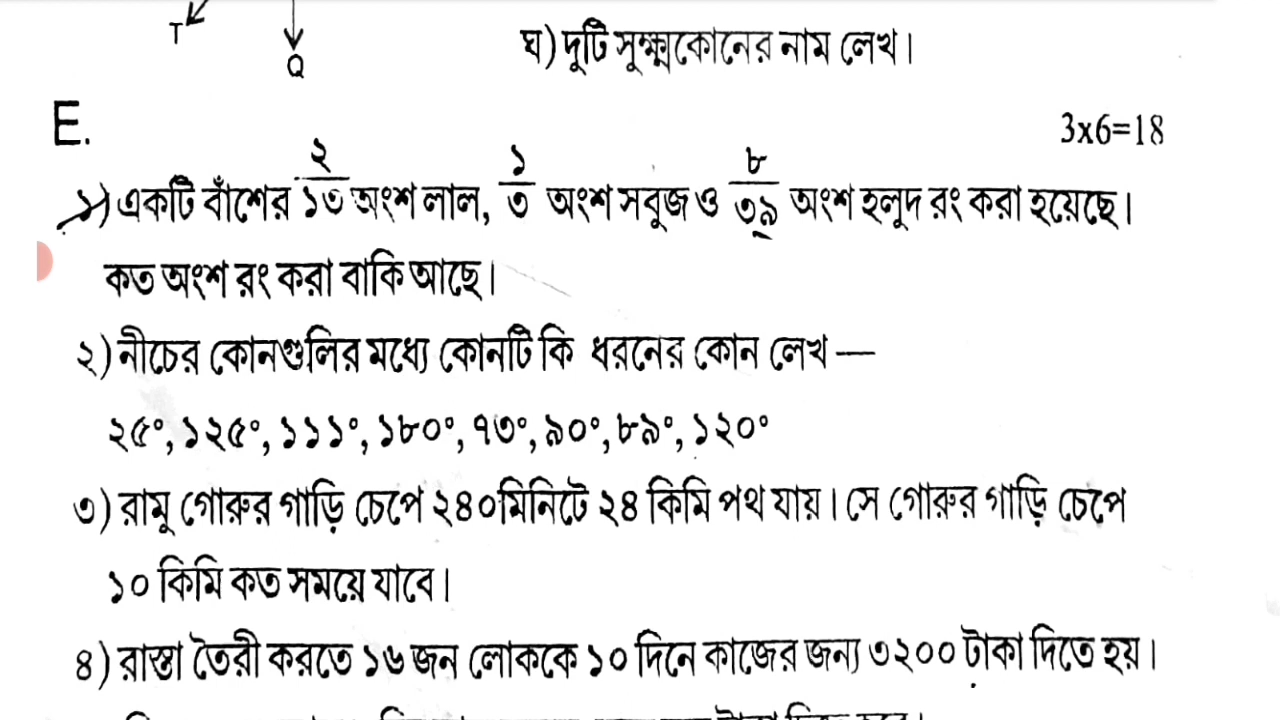 T
Q
ঘ) দুটি সুক্ষ্মকোনের নাম লেখ।
E.
3x6=18
১) একটি বাঁশের ২/১৩ অংশ লাল, ১/৩ অংশ সবুজ ও ৮/৩৯ অংশ হলুদ রং করা হয়েছে।
কত অংশ রং করা বাকি আছে।
২) নীচের কোনগুলির মধ্যে কোনটি কি ধরনের কোন লেখ —
২৫°, ১২৫°, ১১১°, ১৮০°, ৭৩°, ৯০°, ৮৯°, ১২০°
৩) রামু গোরুর গাড়ি চেপে ২৪০মিনিটে ২৪ কিমি পথ যায়। সে গোরুর গাড়ি চেপে
১০ কিমি কত সময়ে যাবে।
৪) রাস্তা তৈরী করতে ১৬ জন লোককে ১০ দিনে কাজের জন্য ৩২০০ টাকা দিতে হয়।